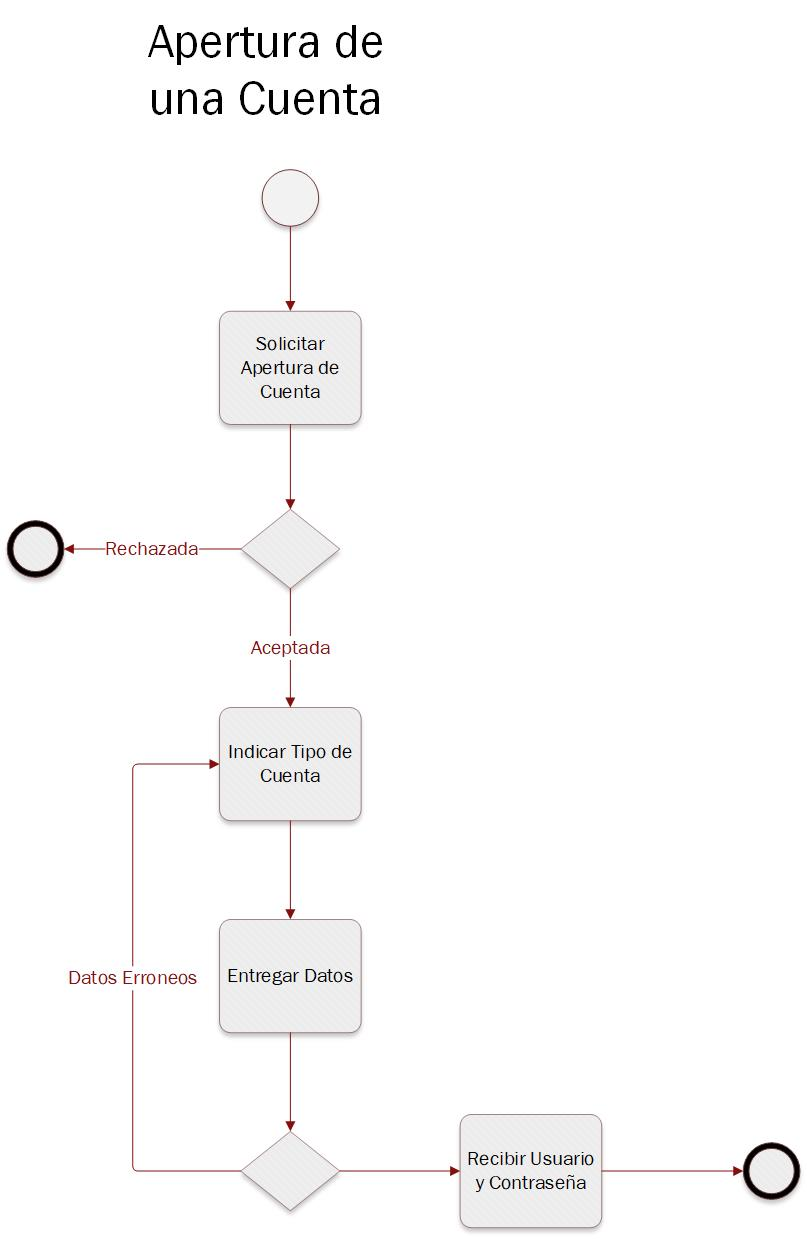 Apertura de
una Cuenta
Solicitar
Apertura de
Cuenta
Rechazada
Aceptada
Indicar Tipo de
Cuenta
Datos Erroneos
Entregar Datos
Recibir Usuario
y Contraseña